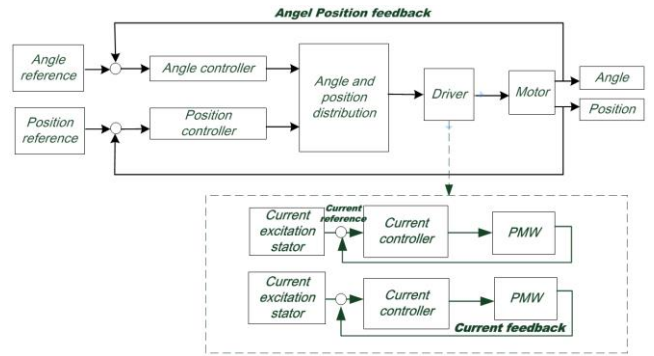 Angel Position feedback
Angle
reference
Angle controller
Angle and
position
distribution
Driver
Motor
Angle
Position
Position
reference
Position
controller
Current
excitation
stator
Current
reference
Current
controller
PMW
Current
excitation
stator
Current
controller
PMW
Current feedback